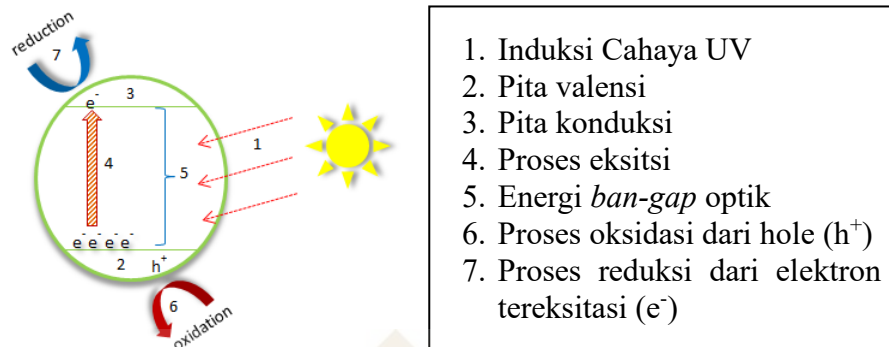 reduction
7
e-
3
4
5
1
e- e- e- e-
2
h+
6
oxidation
1. Induksi Cahaya UV
2. Pita valensi
3. Pita konduksi
4. Proses eksitsi
5. Energi ban-gap optik
6. Proses oksidasi dari hole (h+)
7. Proses reduksi dari elektron
tereksitasi (e-)